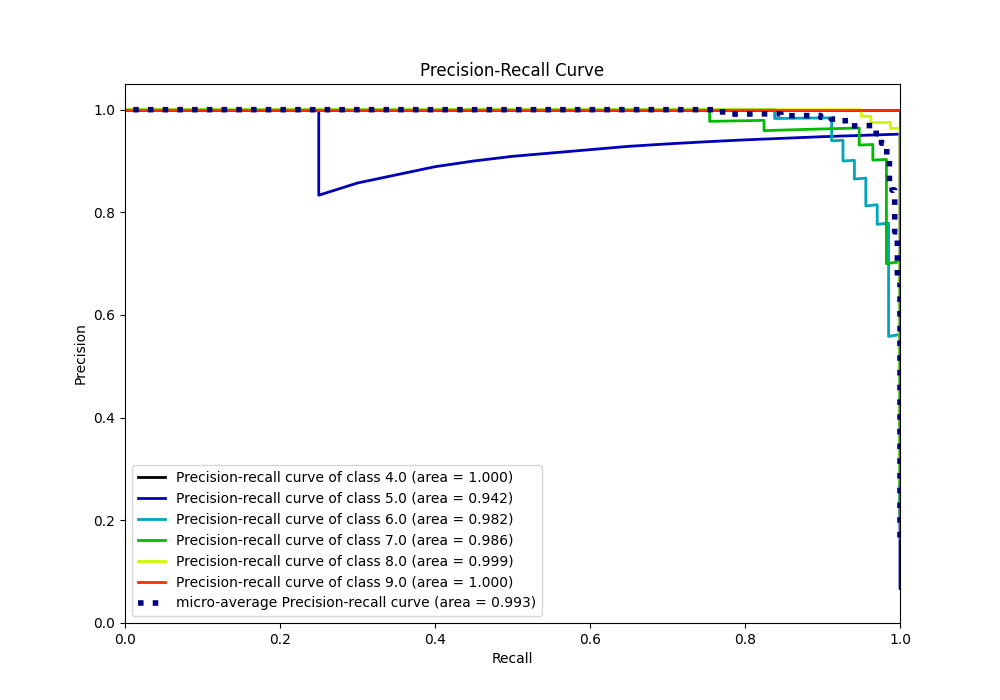 Precision-Recall Curve
1.0
0.8
0.6
0.4
0.2
0.0
Precision
Precision-recall curve of class 4.0 (area = 1.000)
Precision-recall curve of class 5.0 (area = 0.942)
Precision-recall curve of class 6.0 (area = 0.982)
Precision-recall curve of class 7.0 (area = 0.986)
Precision-recall curve of class 8.0 (area = 0.999)
Precision-recall curve of class 9.0 (area = 1.000)
micro-average Precision-recall curve (area = 0.993)
0.0 0.2 0.4 0.6 0.8 1.0
Recall